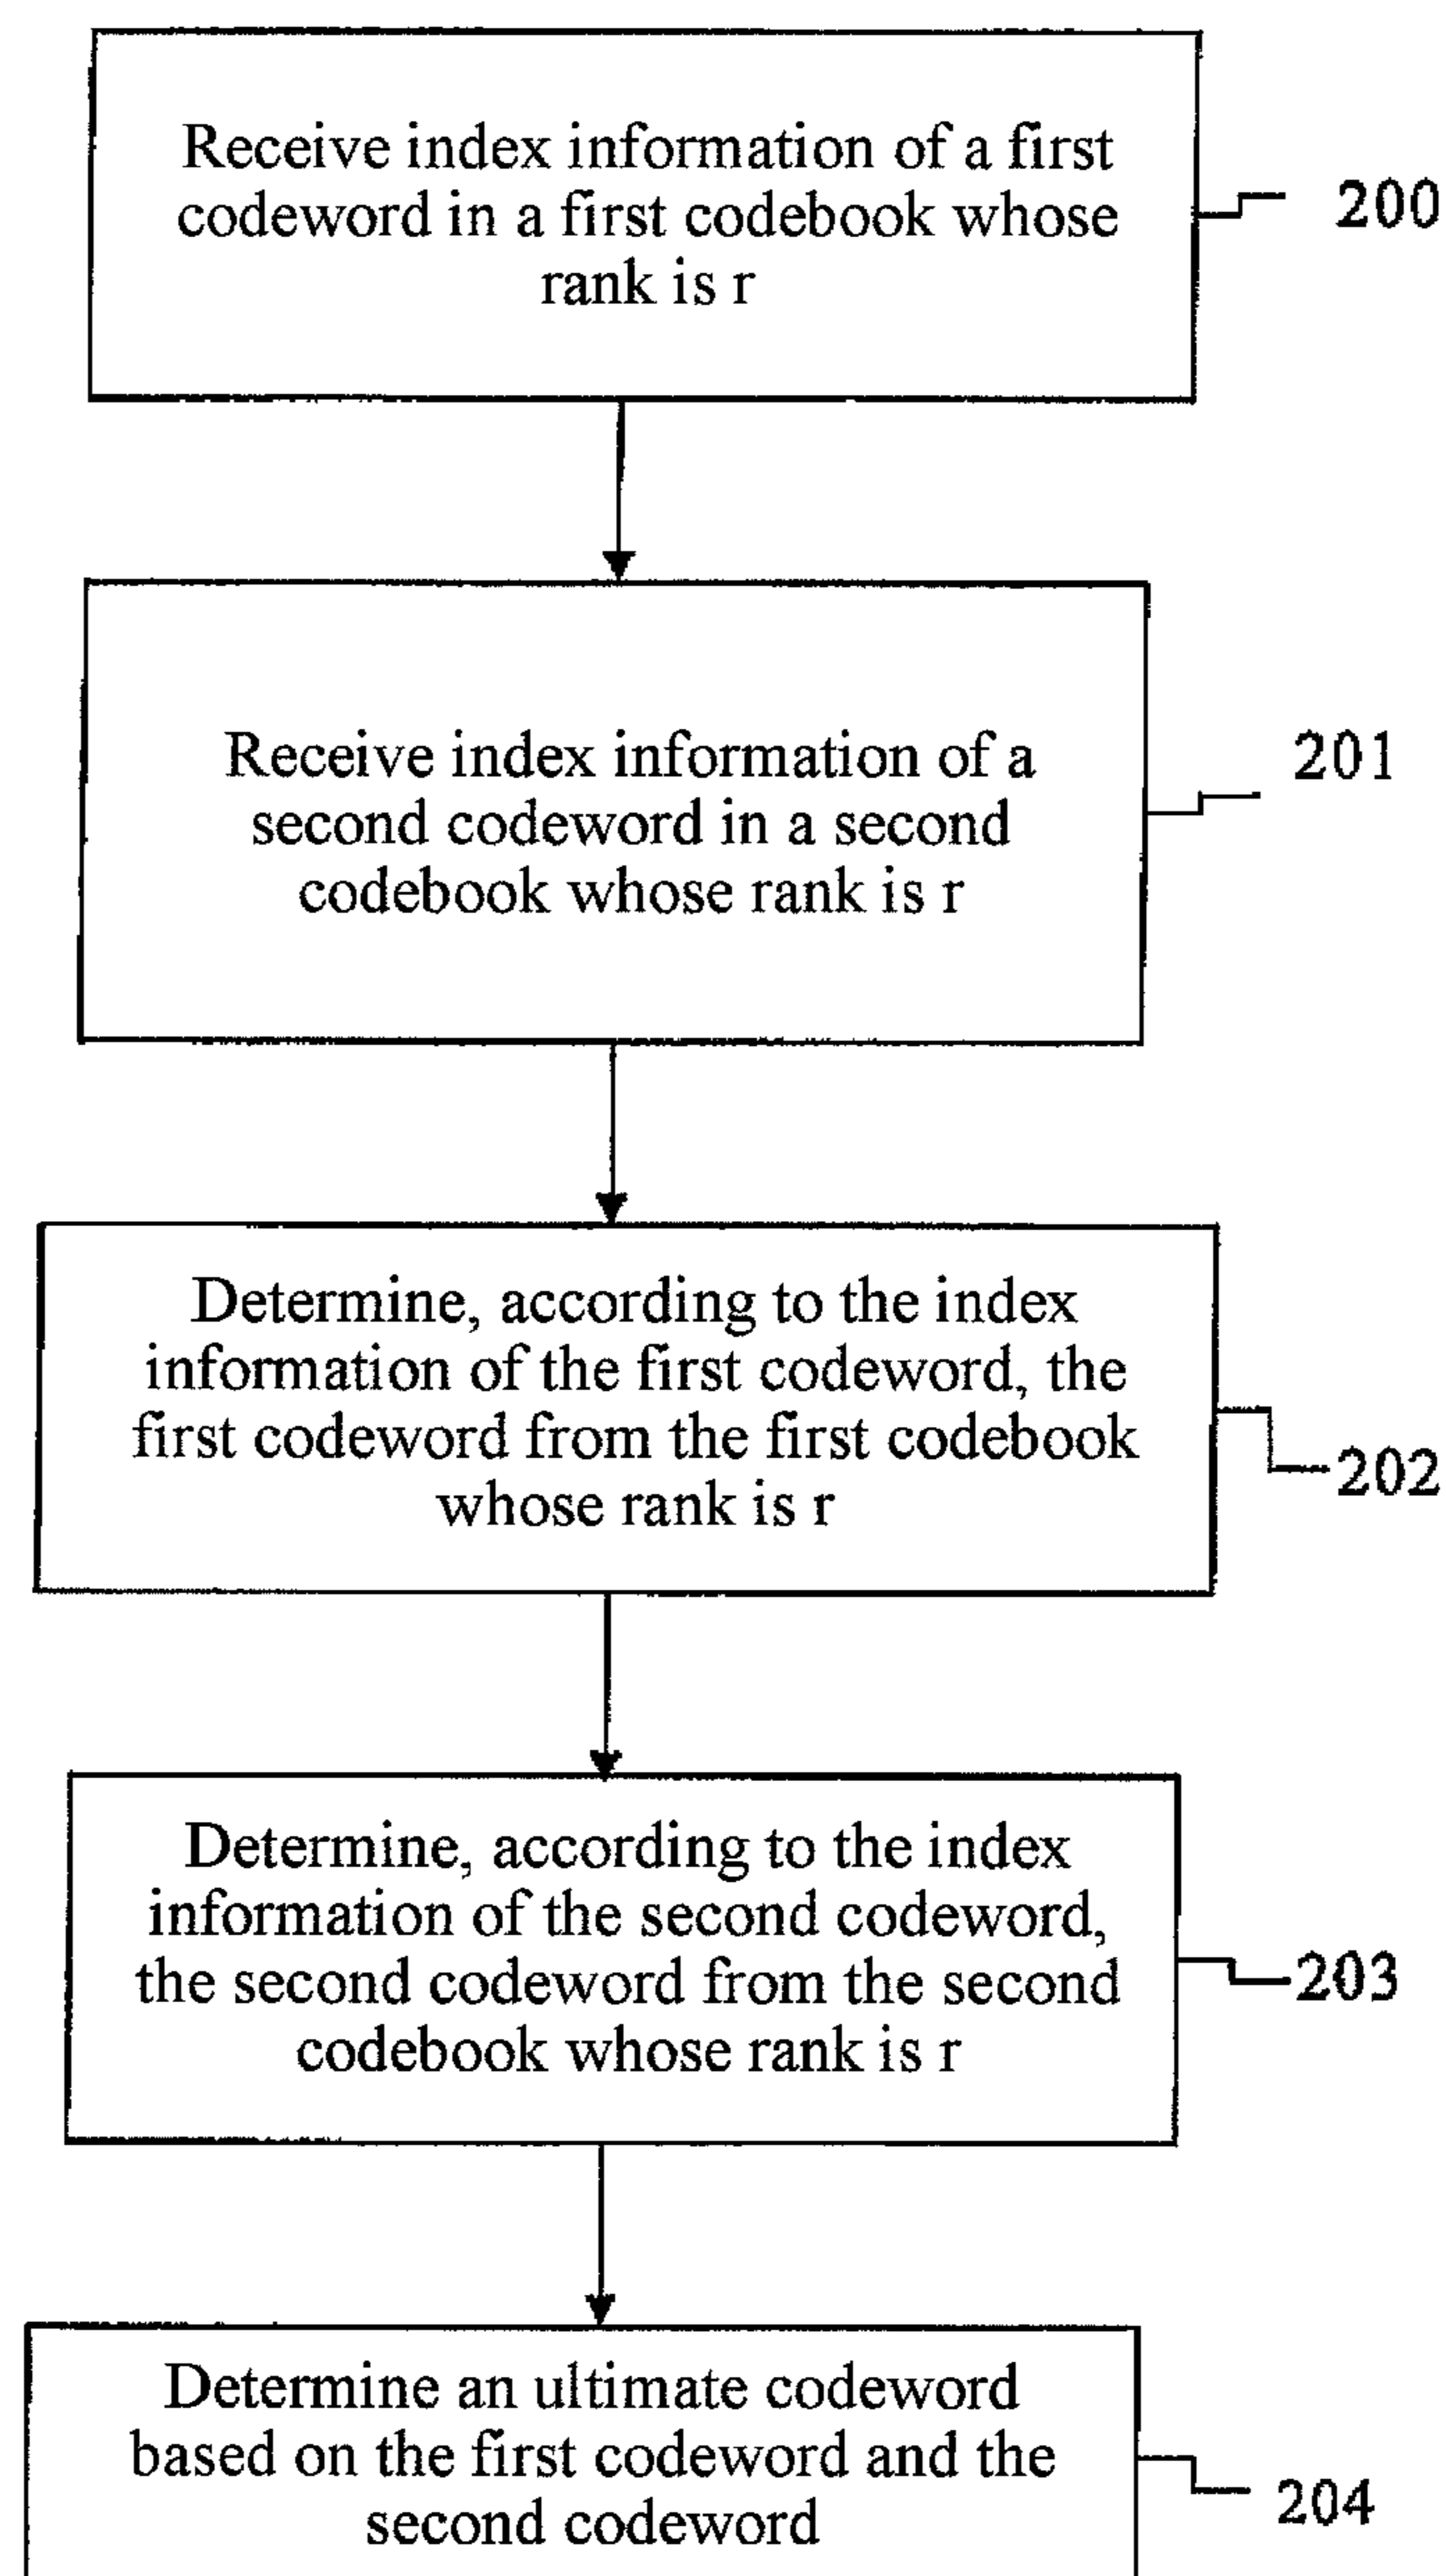 Receive index information of a first
codeword in a first codebook whose
rank is r
200
Receive index information of a
second codeword in a second
codebook whose rank is r
201
Determine, according to the index
information of the first codeword, the
first codeword from the first codebook
whose rank is r
202
Determine, according to the index
information of the second codeword,
the second codeword from the second
codebook whose rank is r
203
Determine an ultimate codeword
based on the first codeword and the
second codeword
204